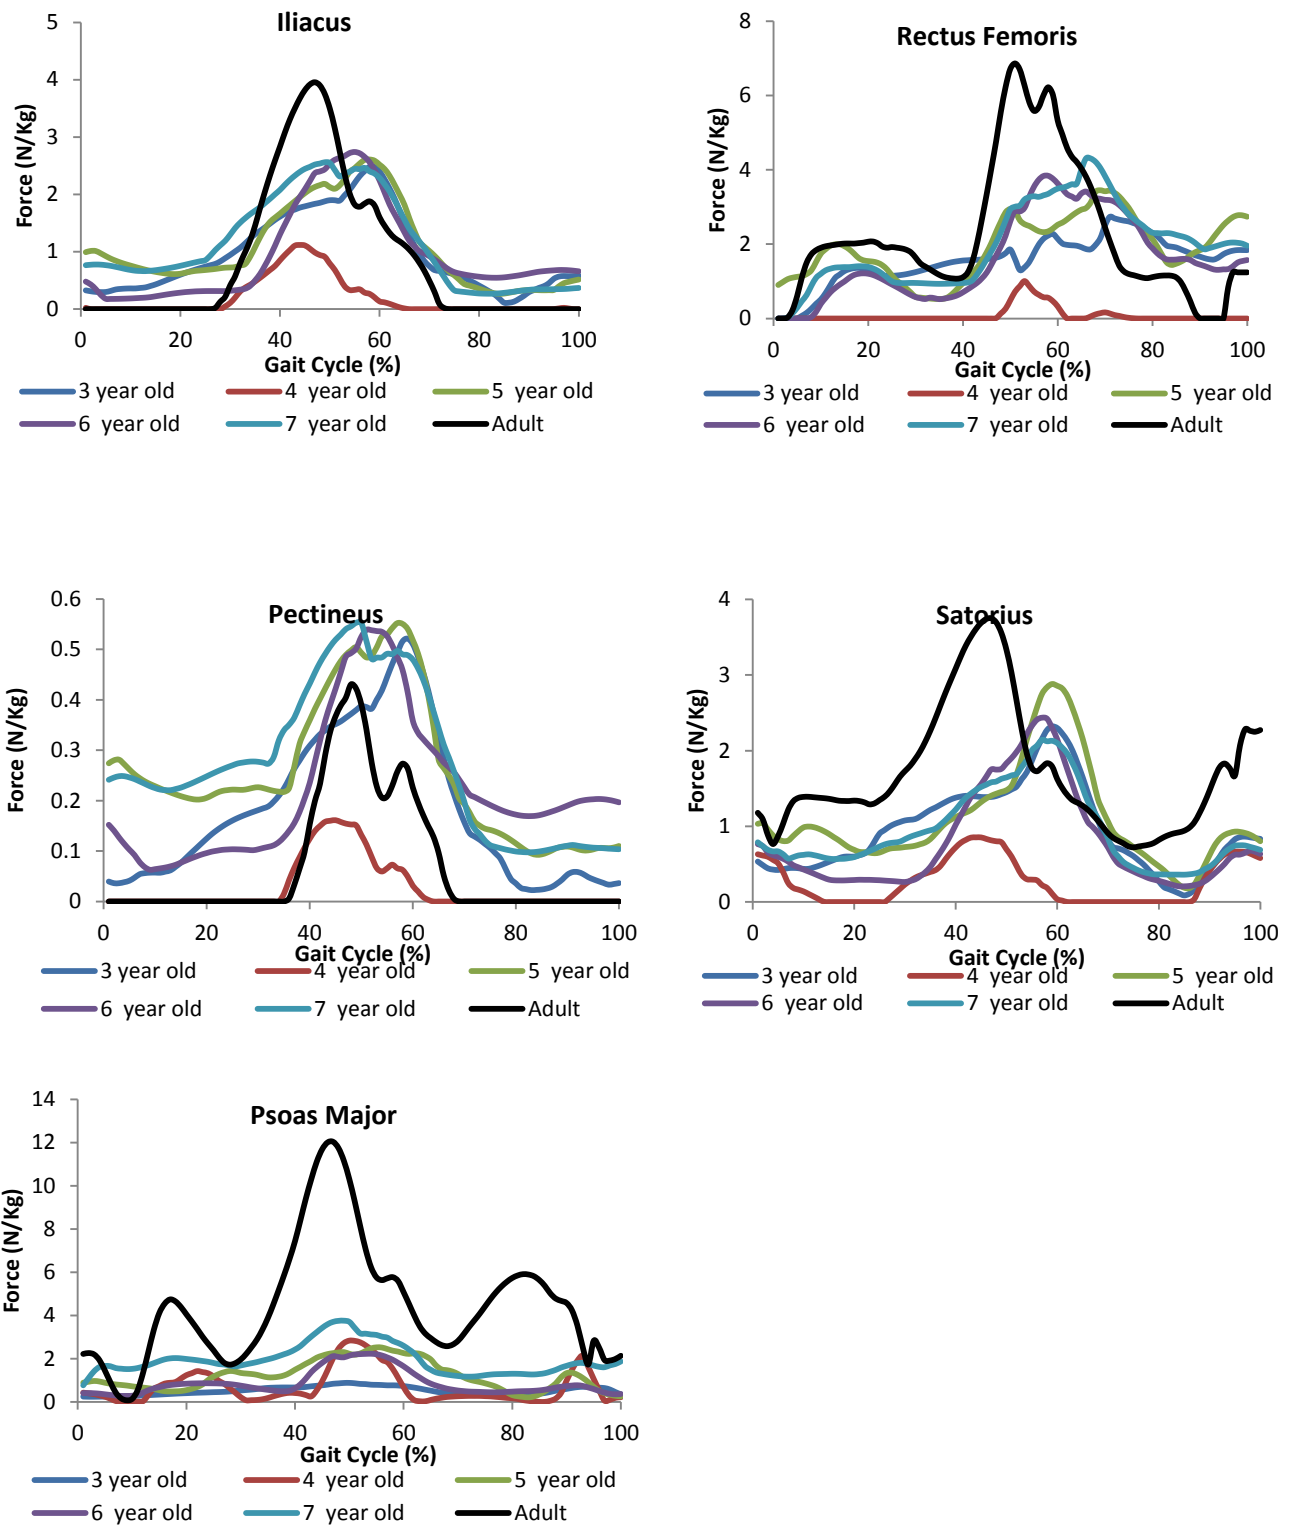 Iliacus
Force (N/Kg)
5
4
3
2
1
0
0 20 40 60 80 100
Gait Cycle (%)
3 year old 4 year old 5 year old
6 year old 7 year old Adult
Rectus Femoris
Force (N/Kg)
8
6
4
2
0
0 20 40 60 80 100
Gait Cycle (%)
3 year old 4 year old 5 year old
6 year old 7 year old Adult
Pectineus
Force (N/Kg)
0.6
0.5
0.4
0.3
0.2
0.1
0
0 20 40 60 80 100
Gait Cycle (%)
3 year old 4 year old 5 year old
6 year old 7 year old Adult
Satorius
Force (N/Kg)
4
3
2
1
0
0 20 40 60 80 100
Gait Cycle (%)
3 year old 4 year old 5 year old
6 year old 7 year old Adult
Psoas Major
Force (N/Kg)
14
12
10
8
6
4
2
0
0 20 40 60 80 100
Gait Cycle (%)
3 year old 4 year old 5 year old
6 year old 7 year old Adult